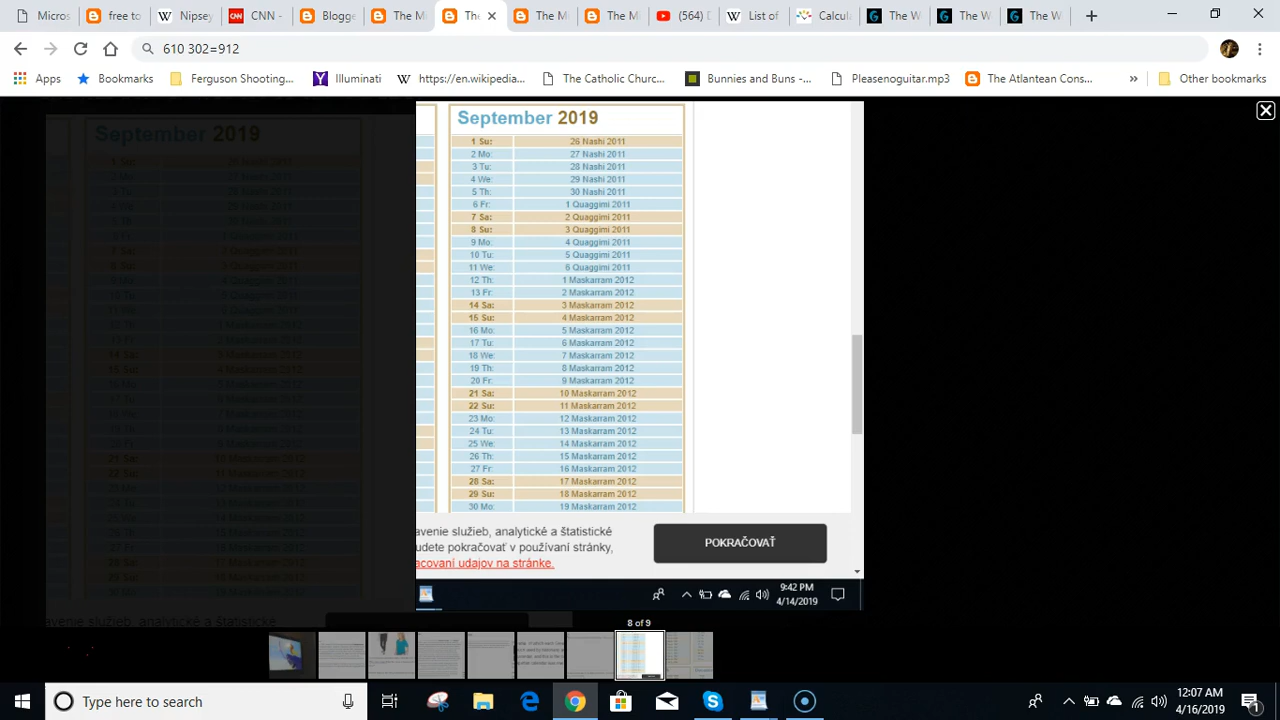 Micros
free to
Nipsey
CNN -
Blogge
The M
The
The M
The M
(564) D
List of
Calcul
The W
The W
The W
610 302=912
Apps
Bookmarks
Ferguson Shooting...
Illuminati
https://en.wikipedia...
The Catholic Churc...
Bunnies and Buns -...
Pleasenoguitar.mp3
The Atlantean Cons...
Other bookmarks
September 2019
September 2019
1 Su: 26 Nashi 2011
2 Mo: 27 Nashi 2011
3 Tu: 28 Nashi 2011
4 We: 29 Nashi 2011
5 Th: 30 Nashi 2011
6 Fr: 1 Quaggimi 2011
7 Sa: 2 Quaggimi 2011
8 Su: 3 Quaggimi 2011
9 Mo: 4 Quaggimi 2011
10 Tu: 5 Quaggimi 2011
11 We: 6 Quaggimi 2011
12 Th: 1 Maskarram 2012
13 Fr: 2 Maskarram 2012
14 Sa: 3 Maskarram 2012
15 Su: 4 Maskarram 2012
16 Mo: 5 Maskarram 2012
17 Tu: 6 Maskarram 2012
18 We: 7 Maskarram 2012
19 Th: 8 Maskarram 2012
20 Fr: 9 Maskarram 2012
21 Sa: 10 Maskarram 2012
22 Su: 11 Maskarram 2012
23 Mo: 12 Maskarram 2012
24 Tu: 13 Maskarram 2012
25 We: 14 Maskarram 2012
26 Th: 15 Maskarram 2012
27 Fr: 16 Maskarram 2012
28 Sa: 17 Maskarram 2012
29 Su: 18 Maskarram 2012
30 Mo: 19 Maskarram 2012
avenie služieb, analytické a štatistické
udete pokračovať v používaní stránky,
acovaní udajov na stránke.
POKRAČOVAŤ
9:42 PM
4/14/2019
avenie služieb, analytické a štatistické
8 of 9
Type here to search
12:07 AM
4/16/2019